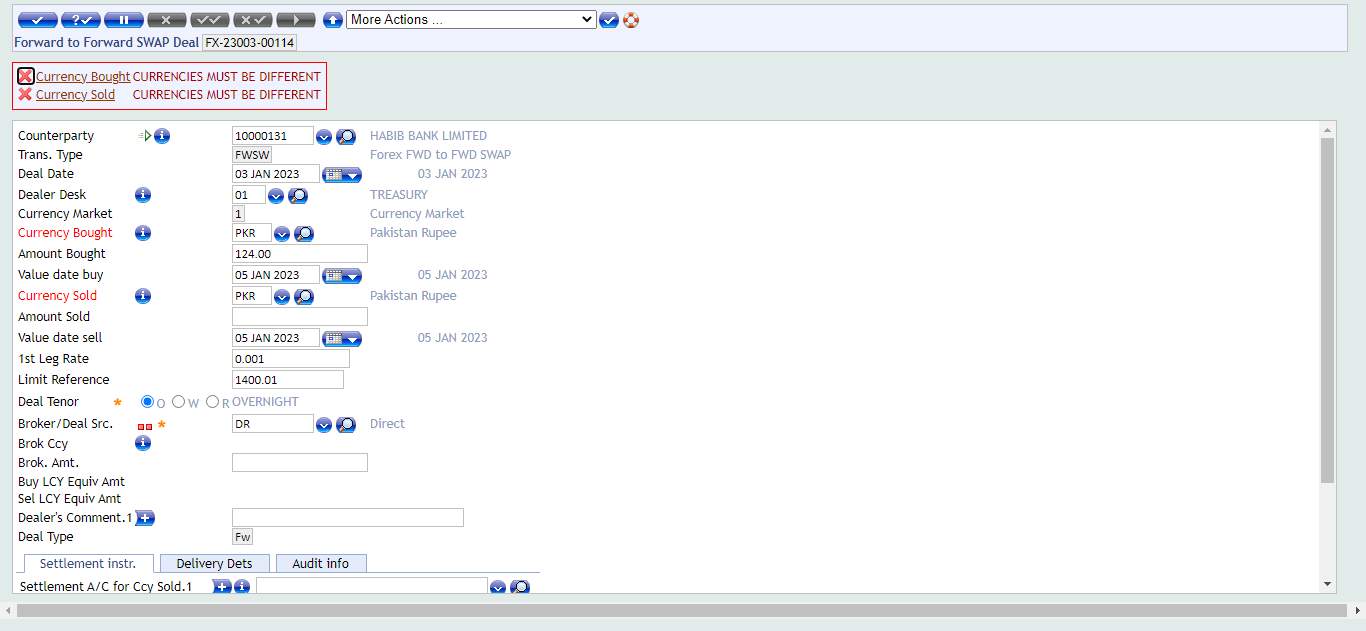 More Actions ...
Forward to Forward SWAP Deal FX-23003-00114
Currency Bought CURRENCIES MUST BE DIFFERENT
Currency Sold CURRENCIES MUST BE DIFFERENT
Counterparty 10000131 HABIB BANK LIMITED
Trans. Type FWSW Forex FWD to FWD SWAP
Deal Date 03 JAN 2023 03 JAN 2023
Dealer Desk 01 TREASURY
Currency Market 1 Currency Market
Currency Bought PKR Pakistan Rupee
Amount Bought 124.00
Value date buy 05 JAN 2023 05 JAN 2023
Currency Sold PKR Pakistan Rupee
Amount Sold
Value date sell 05 JAN 2023 05 JAN 2023
1st Leg Rate 0.001
Limit Reference 1400.01
Deal Tenor * O W R OVERNIGHT
Broker/Deal Src. * DR Direct
Brok Ccy
Brok. Amt.
Buy LCY Equiv Amt
Sel LCY Equiv Amt
Dealer's Comment.1
Deal Type Fw
Settlement instr. Delivery Dets Audit info
Settlement A/C for Ccy Sold.1